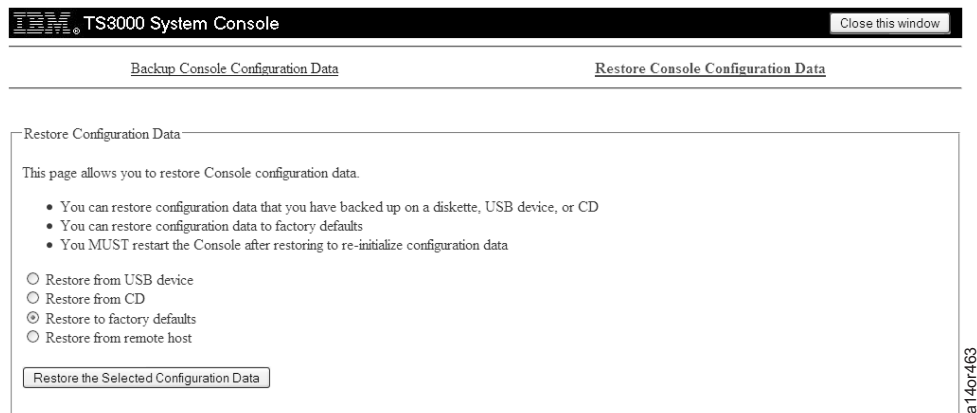 IBM® TS3000 System Console
Close this window
Backup Console Configuration Data
Restore Console Configuration Data
Restore Configuration Data
This page allows you to restore Console configuration data.
• You can restore configuration data that you have backed up on a diskette, USB device, or CD
• You can restore configuration data to factory defaults
• You MUST restart the Console after restoring to re-initialize configuration data
Restore from USB device
Restore from CD
Restore to factory defaults
Restore from remote host
Restore the Selected Configuration Data
a14or463